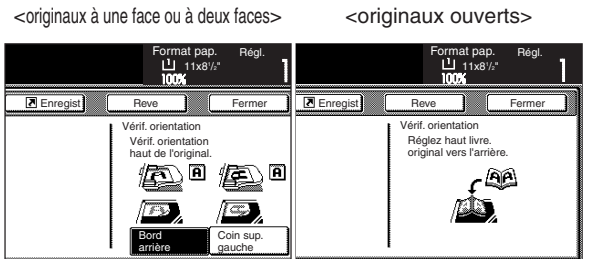 <originaux à une face ou à deux faces>
Format pap. Régl.
11x8½"
100% 1
Enregist Reve Fermer
Vérif. orientation
Vérif. orientation
haut de l'original.
A A
Bord
arrière
Coin sup.
gauche
<originaux ouverts>
Format pap. Régl.
11x8½"
100% 1
Enregist Reve Fermer
Vérif. orientation
Réglez haut livre.
original vers l'arrière.